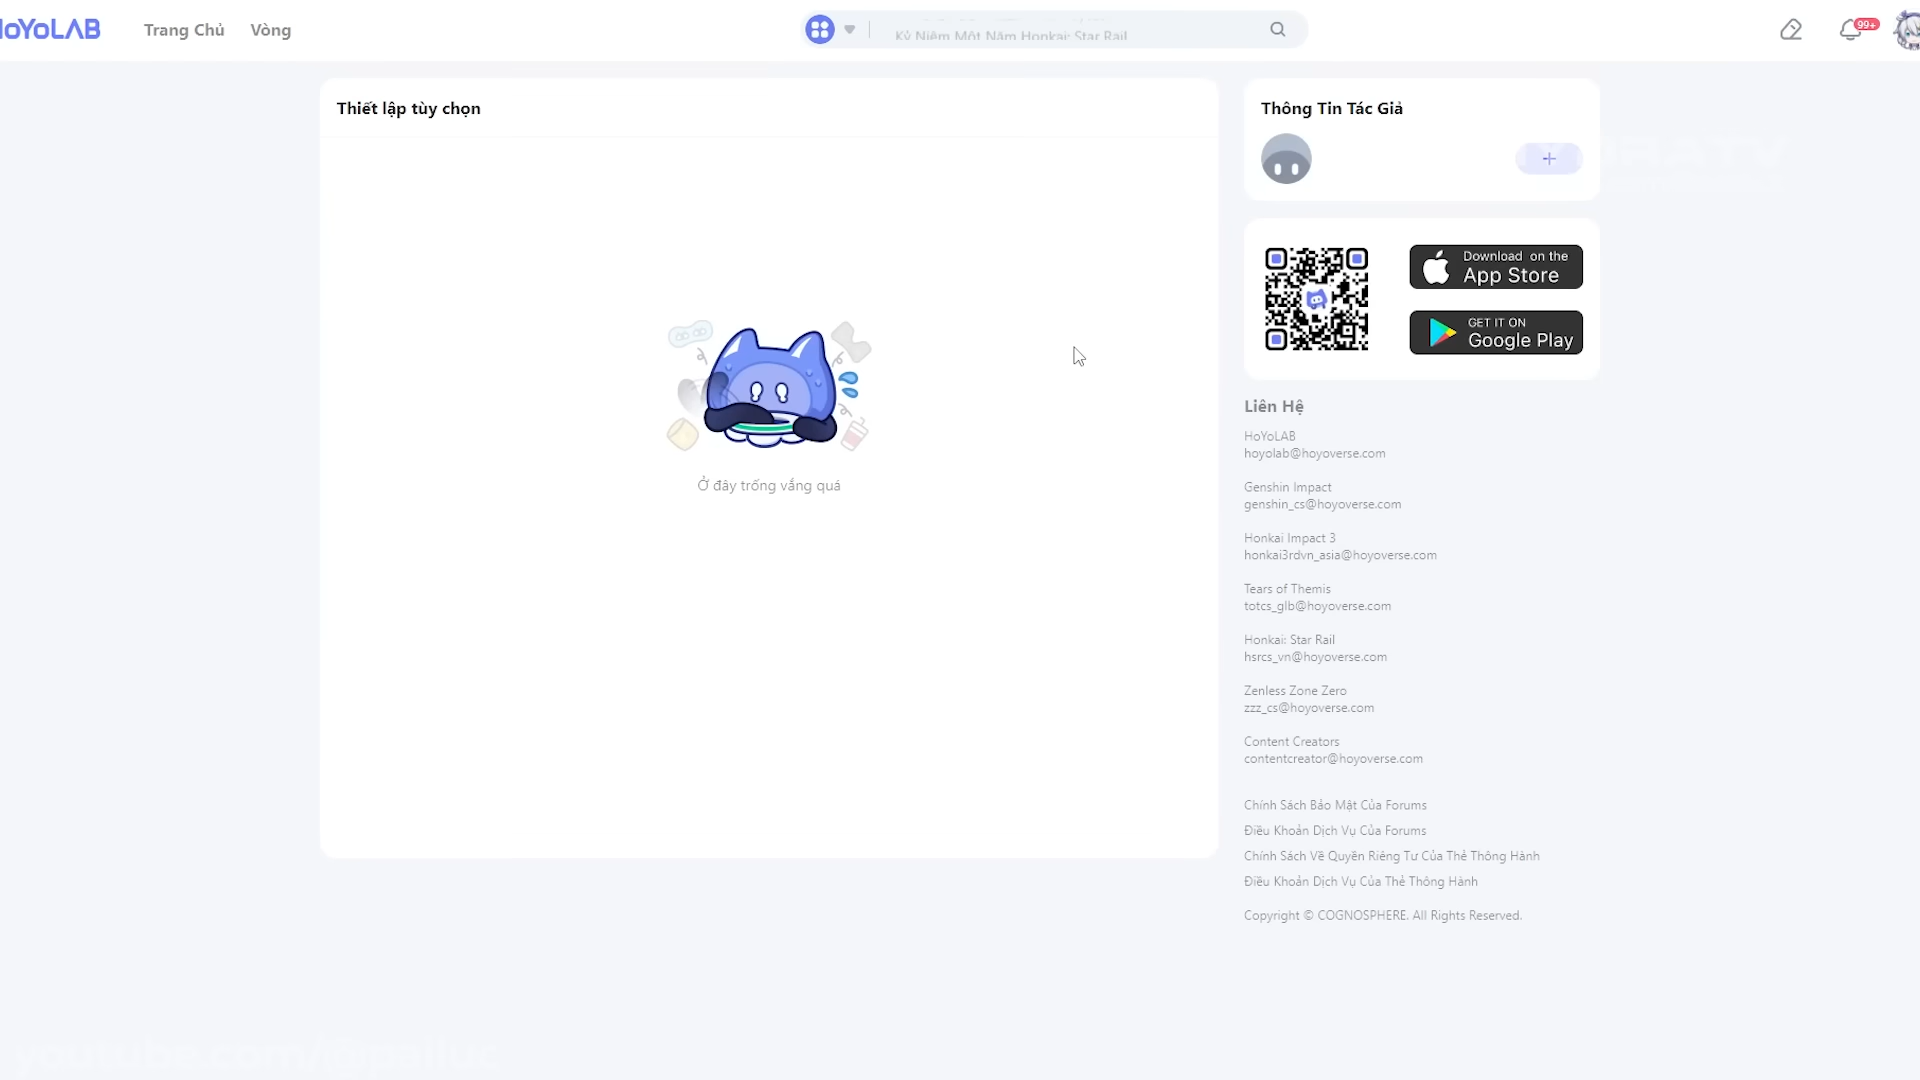 HoYoLAB
Trang Chủ
Vòng
Kỷ Niệm Một Năm Honkai: Star Rail
99+
Thiết lập tùy chọn
Ở đây trống vắng quá
Thông Tin Tác Giả
Download on the
App Store
GET IT ON
Google Play
Liên Hệ
HoYoLAB
hoyolab@hoyoverse.com
Genshin Impact
genshin_cs@hoyoverse.com
Honkai Impact 3
honkai3rdvn_asia@hoyoverse.com
Tears of Themis
totcs_glb@hoyoverse.com
Honkai: Star Rail
hsrcs_vn@hoyoverse.com
Zenless Zone Zero
zzz_cs@hoyoverse.com
Content Creators
contentcreator@hoyoverse.com
Chính Sách Bảo Mật Của Forums
Điều Khoản Dịch Vụ Của Forums
Chính Sách Về Quyền Riêng Tư Của Thẻ Thông Hành
Điều Khoản Dịch Vụ Của Thẻ Thông Hành
Copyright © COGNOSPHERE. All Rights Reserved.